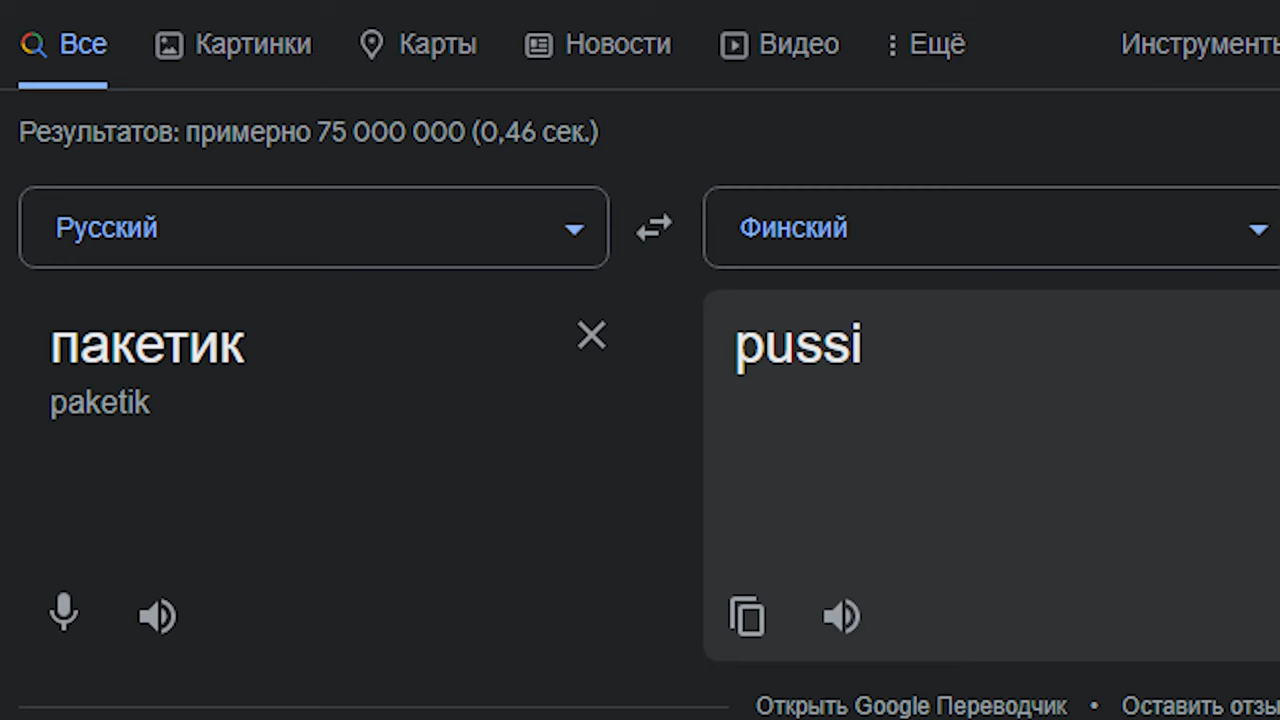 Все Картинки Карты Новости Видео Ещё
Результатов: примерно 75 000 000 (0,46 сек.)
Русский Финский
пакетик pussi
paketik
Открыть Google Переводчик •